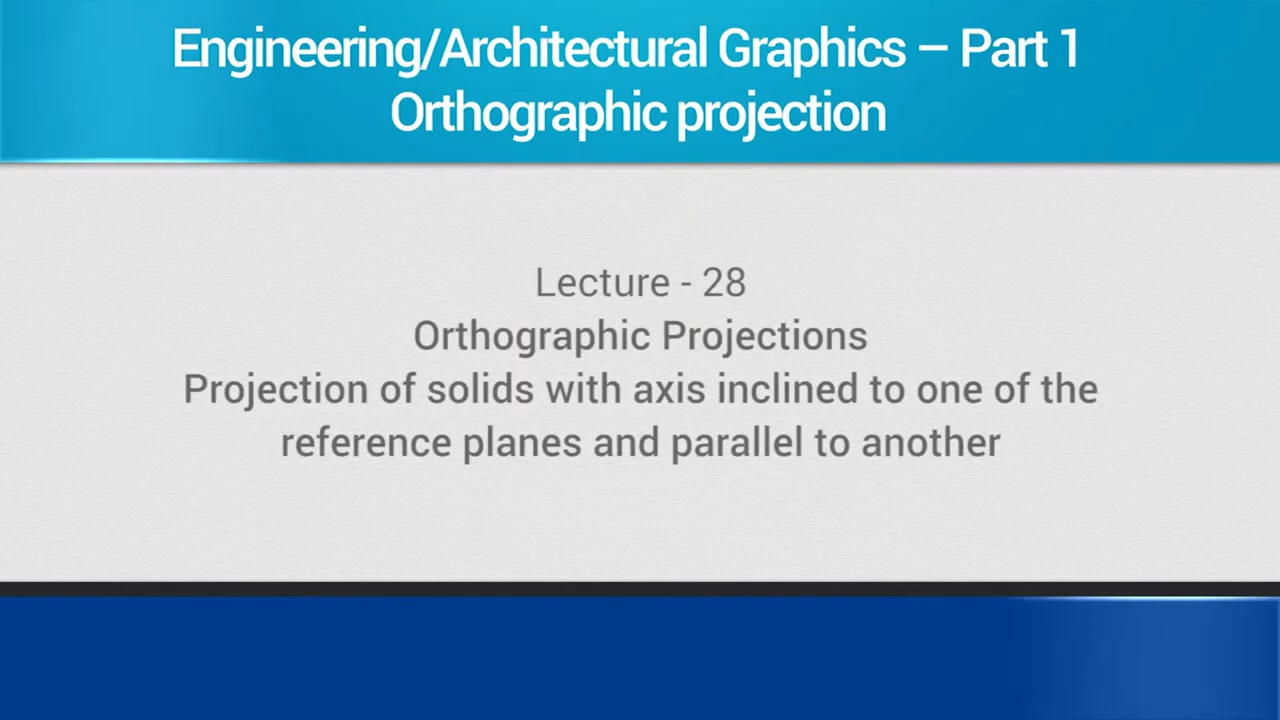 Engineering/Architectural Graphics – Part 1
Orthographic projection
Lecture - 28
Orthographic Projections
Projection of solids with axis inclined to one of the
reference planes and parallel to another